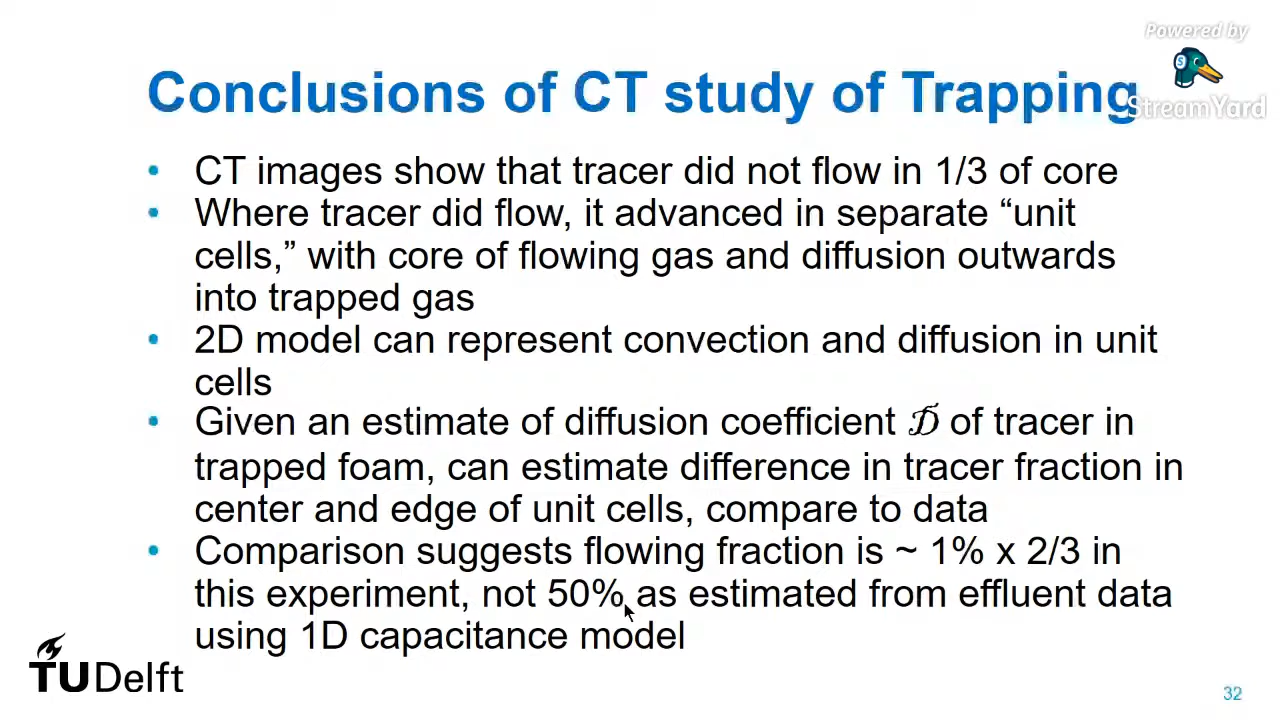 Powered by
StreamYard
Conclusions of CT study of Trapping
• CT images show that tracer did not flow in 1/3 of core
• Where tracer did flow, it advanced in separate “unit
cells,” with core of flowing gas and diffusion outwards
into trapped gas
• 2D model can represent convection and diffusion in unit
cells
• Given an estimate of diffusion coefficient 𝒟 of tracer in
trapped foam, can estimate difference in tracer fraction in
center and edge of unit cells, compare to data
• Comparison suggests flowing fraction is ~ 1% x 2/3 in
this experiment, not 50% as estimated from effluent data
using 1D capacitance model
TU Delft
32